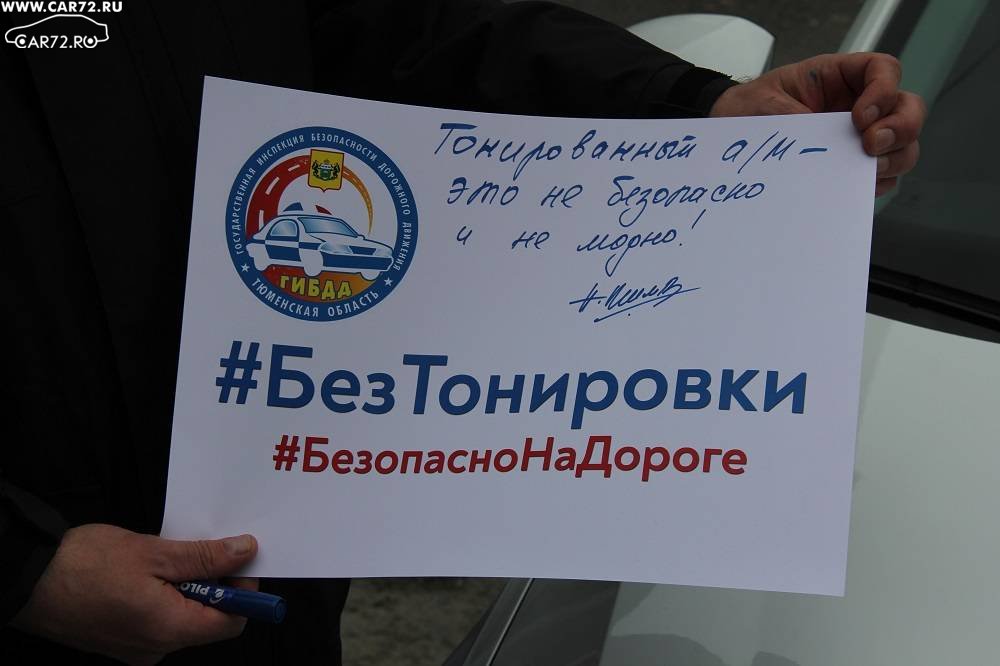 WWW.CAR72.RU
CAR72.RU
ГОСУДАРСТВЕННАЯ ИНСПЕКЦИЯ БЕЗОПАСНОСТИ ДОРОЖНОГО ДВИЖЕНИЯ
ГИБДД
ТЮМЕНСКАЯ ОБЛАСТЬ
Тонированный а/м –
это не безопасно
и не модно!
#БезТонировки
#БезопасноНаДороге
PILO